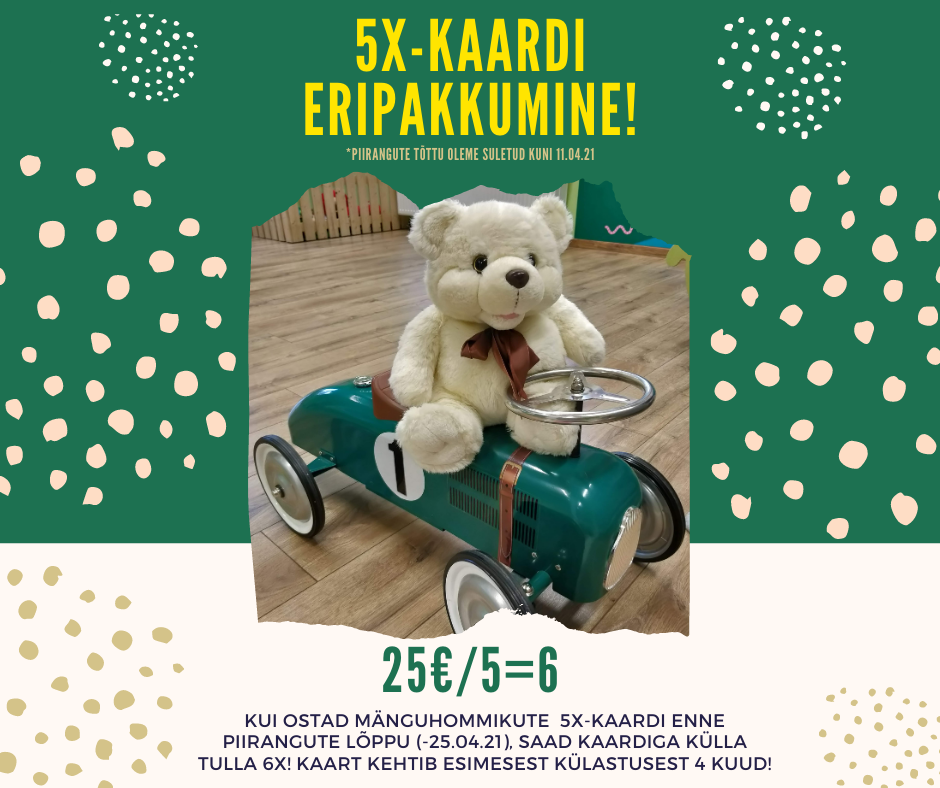 5X-KAARDI
ERIPAKKUMINE!
*PIIRANGUTE TÕTTU OLEME SULETUD KUNI 11.04.21
1
25€/5=6
KUI OSTAD MÄNGUHOMMIKUTE 5X-KAARDI ENNE
PIIRANGUTE LÕPPU (-25.04.21), SAAD KAARDIGA KÜLLA
TULLA 6X! KAART KEHTIB ESIMESEST KÜLASTUSEST 4 KUUD!